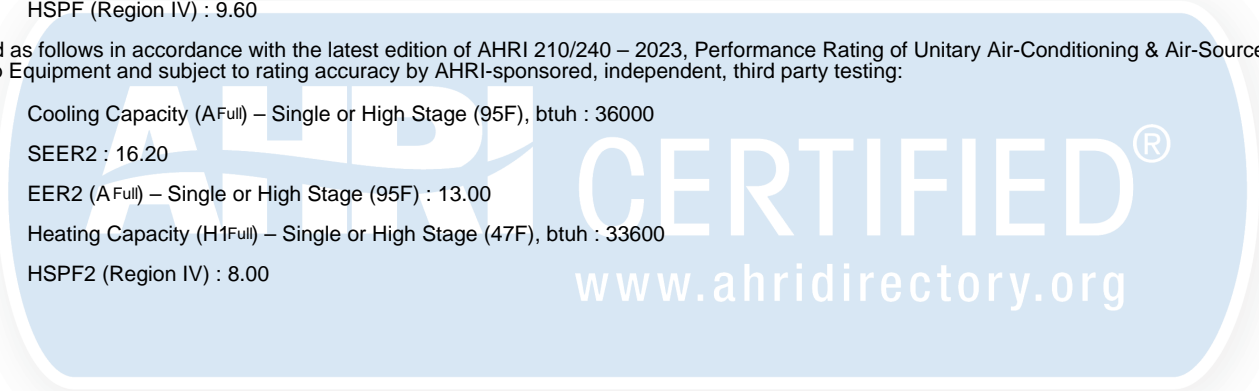 HSPF (Region IV) : 9.60
as follows in accordance with the latest edition of AHRI 210/240 – 2023, Performance Rating of Unitary Air-Conditioning & Air-Source
Equipment and subject to rating accuracy by AHRI-sponsored, independent, third party testing:
Cooling Capacity (AFull) – Single or High Stage (95F), btuh : 36000
SEER2 : 16.20
EER2 (AFull) – Single or High Stage (95F) : 13.00
Heating Capacity (H1Full) – Single or High Stage (47F), btuh : 33600
HSPF2 (Region IV) : 8.00
AHRI CERTIFIED®
www.ahridirectory.org